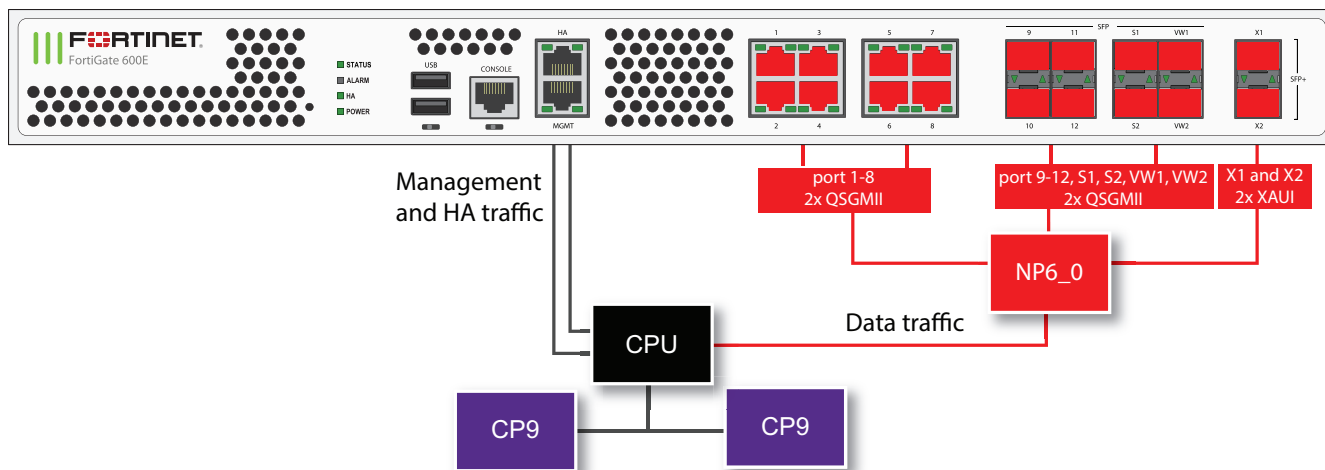 FORTINET
FortiGate 600E
STATUS
ALARM
HA
POWER
USB
CONSOLE
HA
MGMT
1 3
2 4
5 7
6 8
SFP
9 11 S1 VW1
10 12 S2 VW2
X1
X2
SFP+
Management
and HA traffic
port 1-8
2x QSGMII
port 9-12, S1, S2, VW1, VW2
2x QSGMII
X1 and X2
2x XAUI
NP6_0
Data traffic
CPU
CP9
CP9